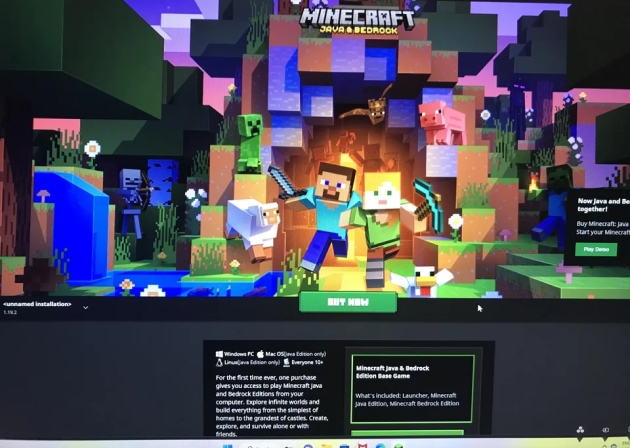 MINECRAFT
JAVA & BEDROCK
Now Java and Be
together!
Buy Minecraft: Java
Start your Minecraft
Play Demo
<unnamed installation>
1.19.2
BUY NOW
Windows PC Mac OS(Java Edition only)
Linux(Java Edition only) Everyone 10+
For the first time ever, one purchase
gives you access to play Minecraft Java
and Bedrock Editions from your
computer. Explore infinite worlds and
build everything from the simplest of
homes to the grandest of castles. Create,
explore, and survive alone or with
friends.
Minecraft Java & Bedrock
Edition Base Game
What's included: Launcher, Minecraft
Java Edition, Minecraft Bedrock Edition